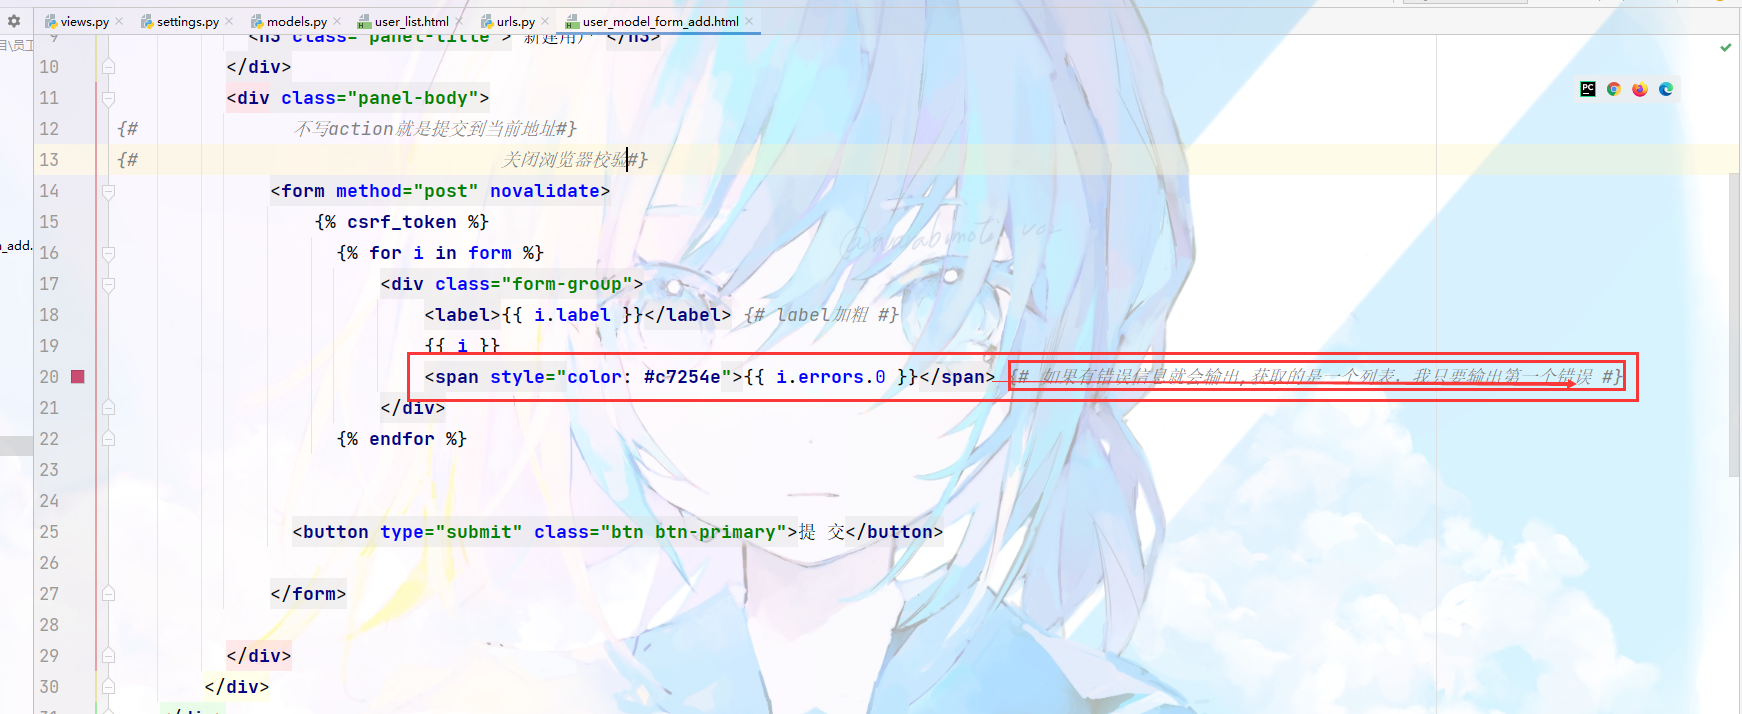 views.py settings.py models.py user_list.html urls.py user_model_form_add.html
9 <h3 class="panel-title"> 新建用户 </h3>
10 </div>
11 <div class="panel-body">
12 {# 不写action就是提交到当前地址#}
13 {# 关闭浏览器校验#}
14 <form method="post" novalidate>
15 {% csrf_token %}
16 {% for i in form %}
17 <div class="form-group">
18 <label>{{ i.label }}</label> {# label加粗 #}
19 {{ i }}
20 <span style="color: #c7254e">{{ i.errors.0 }}</span> {# 如果有错误信息就会输出,获取的是一个列表. 我只要输出第一个错误 #}
21 </div>
22 {% endfor %}
23
24
25 <button type="submit" class="btn btn-primary">提 交</button>
26
27 </form>
28
29 </div>
30 </div>